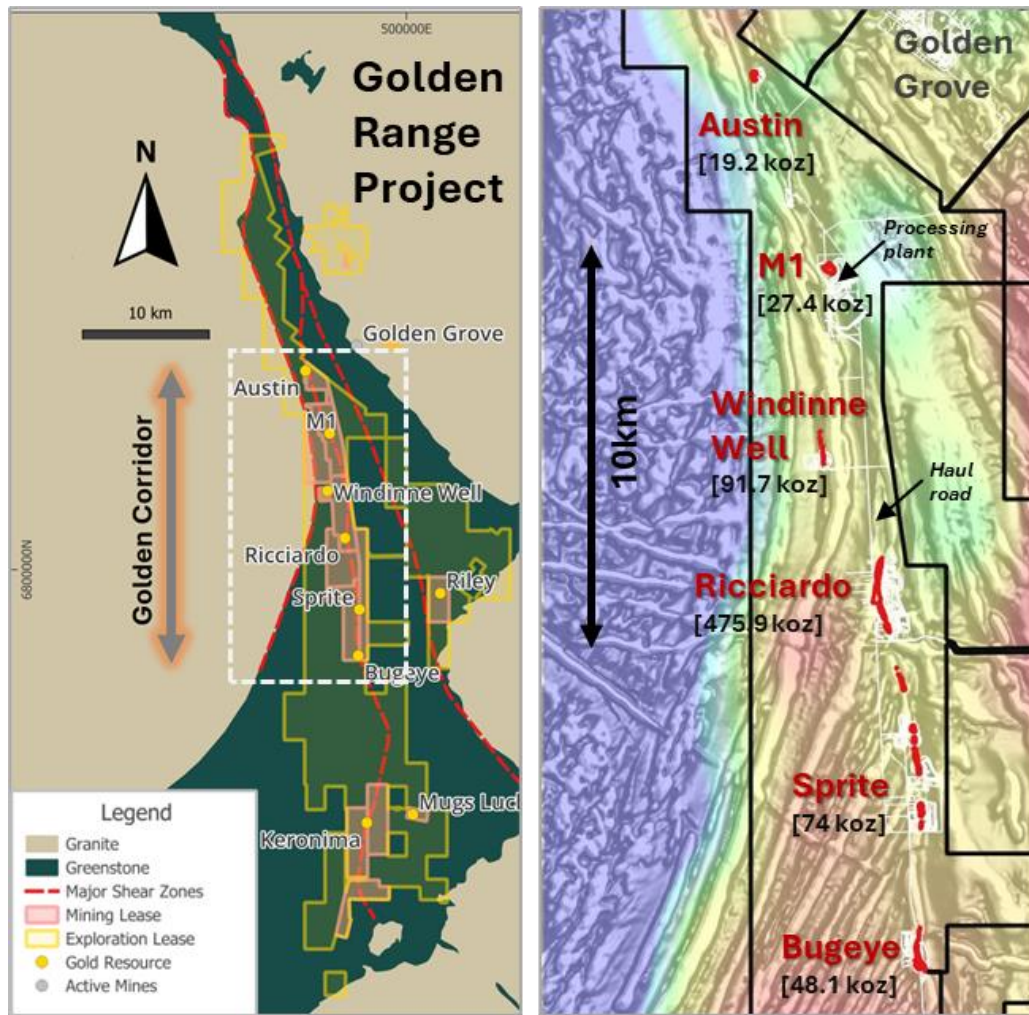 500000E
Golden
Range
Project
N
10 km
Golden Grove
Golden Corridor
Austin
M1
Windinne Well
Ricciardo
6800000N
Riley
Sprite
Bugeye
Mugs Luc
Keronima
Legend
Granite
Greenstone
Major Shear Zones
Mining Lease
Exploration Lease
Gold Resource
Active Mines
Golden
Grove
Austin
[19.2 koz]
Processing
plant
M1
[27.4 koz]
10km
Windinne
Well
[91.7 koz]
Haul
road
Ricciardo
[475.9 koz]
Sprite
[74 koz]
Bugeye
[48.1 koz]